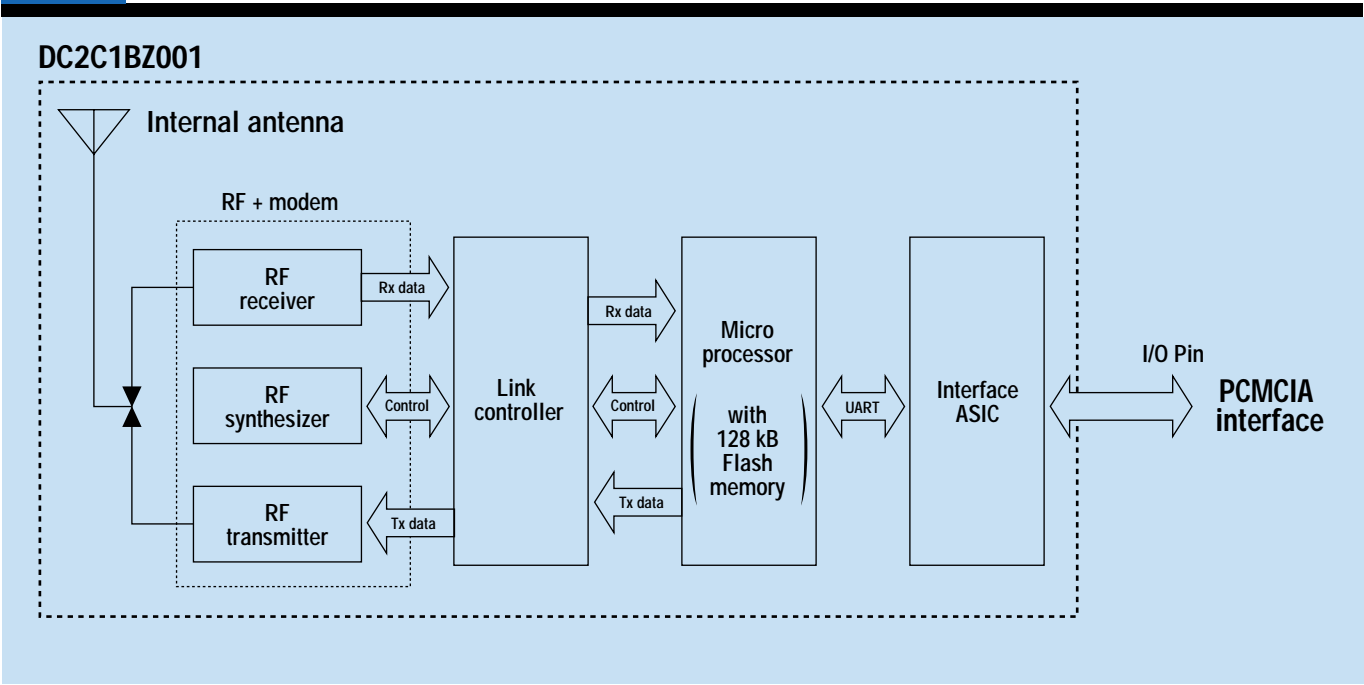 DC2C1BZ001
Internal antenna
RF + modem
RF
receiver
Rx data
RF
synthesizer
Control
RF
transmitter
Tx data
Link
controller
Rx data
Control
Tx data
Micro
processor
with
128 kB
Flash
memory
UART
Interface
ASIC
I/O Pin
PCMCIA
interface